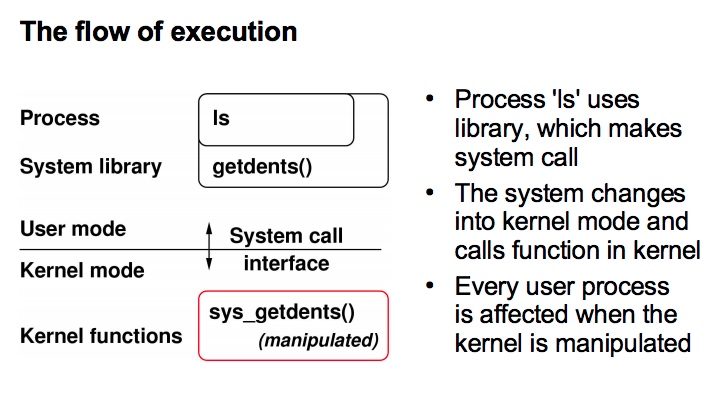 The flow of execution
Process
ls
System library
getdents()
User mode
System call
Kernel mode
interface
sys_getdents()
Kernel functions
(manipulated)
• Process 'ls' uses
library, which makes
system call
• The system changes
into kernel mode and
calls function in kernel
• Every user process
is affected when the
kernel is manipulated